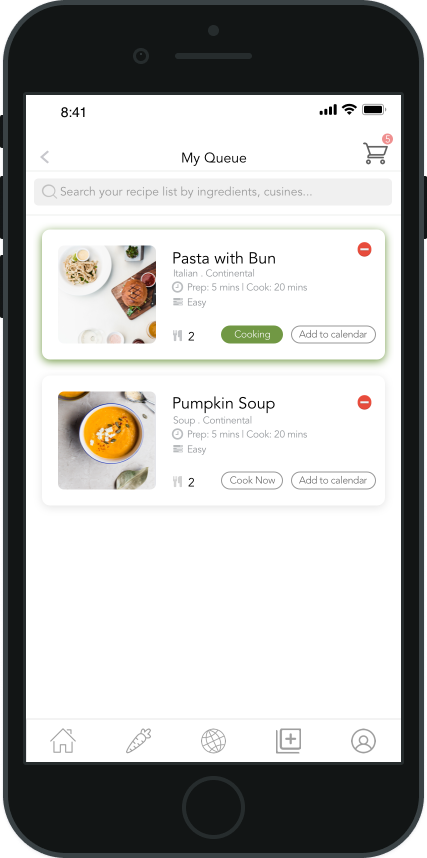 8:41
5
My Queue
Search your recipe list by ingredients, cusines...
Pasta with Bun
Italian . Continental
Prep: 5 mins | Cook: 20 mins
Easy
2 Cooking Add to calendar
Pumpkin Soup
Soup . Continental
Prep: 5 mins | Cook: 20 mins
Easy
2 Cook Now Add to calendar